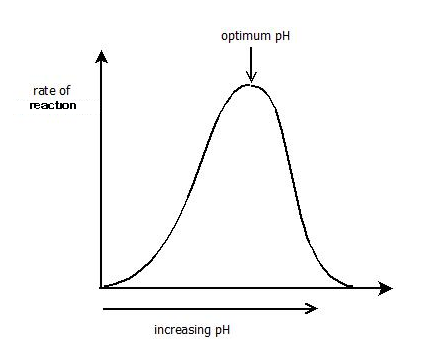 optimum pH
rate of
reaction
increasing pH